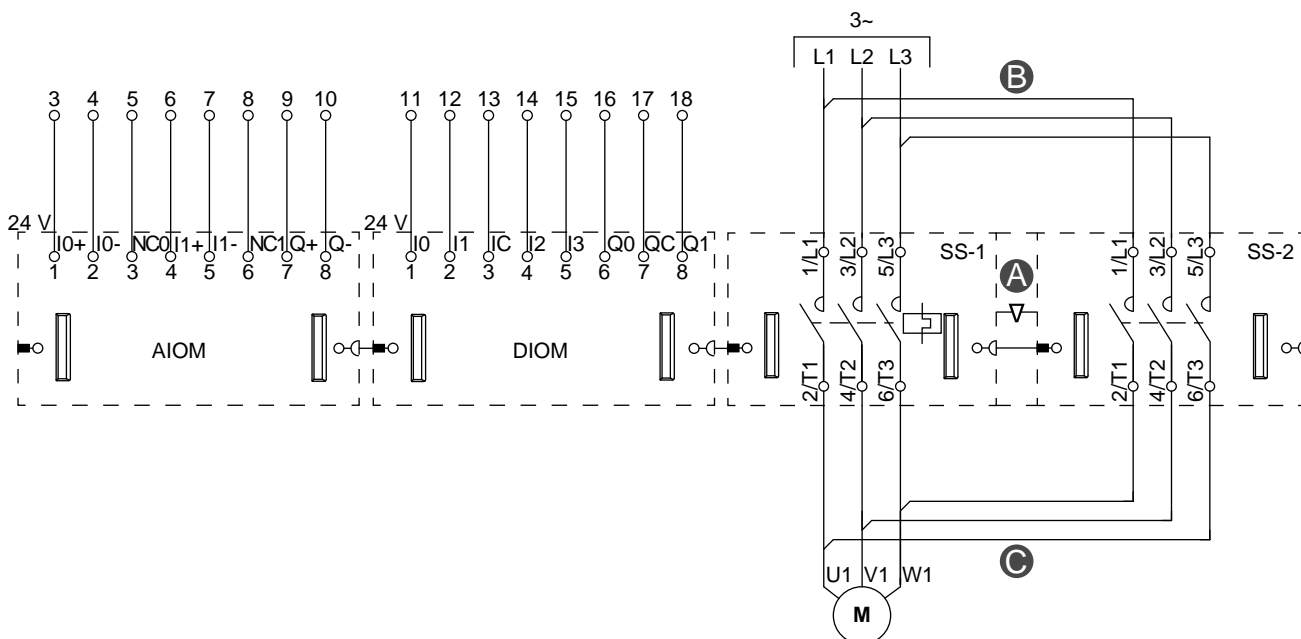 3~
L1 L2 L3
B
3 4 5 6 7 8 9 10
11 12 13 14 15 16 17 18
24 V
I0+ I0- NC0 I1+ I1- NC1 Q+ Q-
1 2 3 4 5 6 7 8
24 V
I0 I1 IC I2 I3 Q0 QC Q1
1 2 3 4 5 6 7 8
1/L1 3/L2 5/L3
SS-1
A
1/L1 3/L2 5/L3
SS-2
AIOM
DIOM
2/T1 4/T2 6/T3
2/T1 4/T2 6/T3
C
U1 V1 W1
M